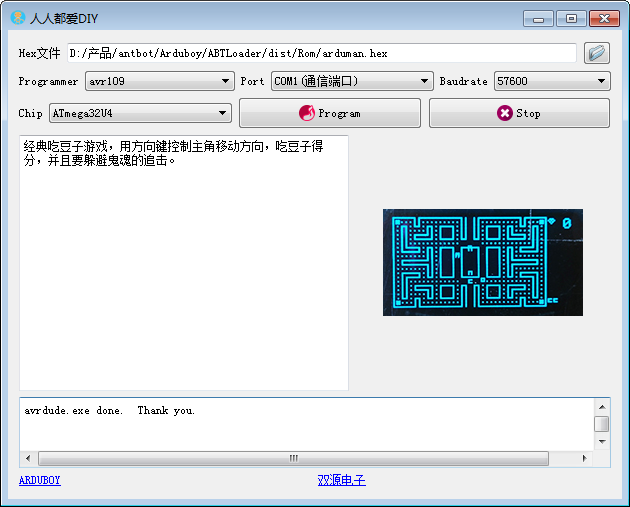 人人都爱DIY
Hex文件 D:/产品/antbot/Arduboy/ABTLoader/dist/Rom/arduman.hex
Programmer avr109 Port COM1(通信端口) Baudrate 57600
Chip ATmega32U4 Program Stop
经典吃豆子游戏，用方向键控制主角移动方向，吃豆子得
分，并且要躲避鬼魂的追击。
0
avrdude.exe done.  Thank you.
ARDUBOY 双源电子